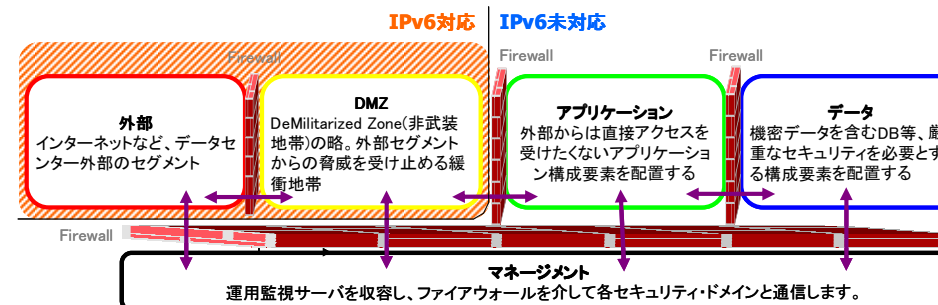 IPv6対応
IPv6未対応
Firewall
Firewall
Firewall
外部
インターネットなど、データセ
ンター外部のセグメント
DMZ
DeMilitarized Zone(非武装
地帯)の略。外部セグメント
からの脅威を受け止める緩
衝地帯
アプリケーション
外部からは直接アクセスを
受けたくないアプリケーショ
ン構成要素を配置する
データ
機密データを含むDB等、厳
重なセキュリティを必要とす
る構成要素を配置する
Firewall
マネージメント
運用監視サーバを収容し、ファイアウォールを介して各セキュリティ・ドメインと通信します。